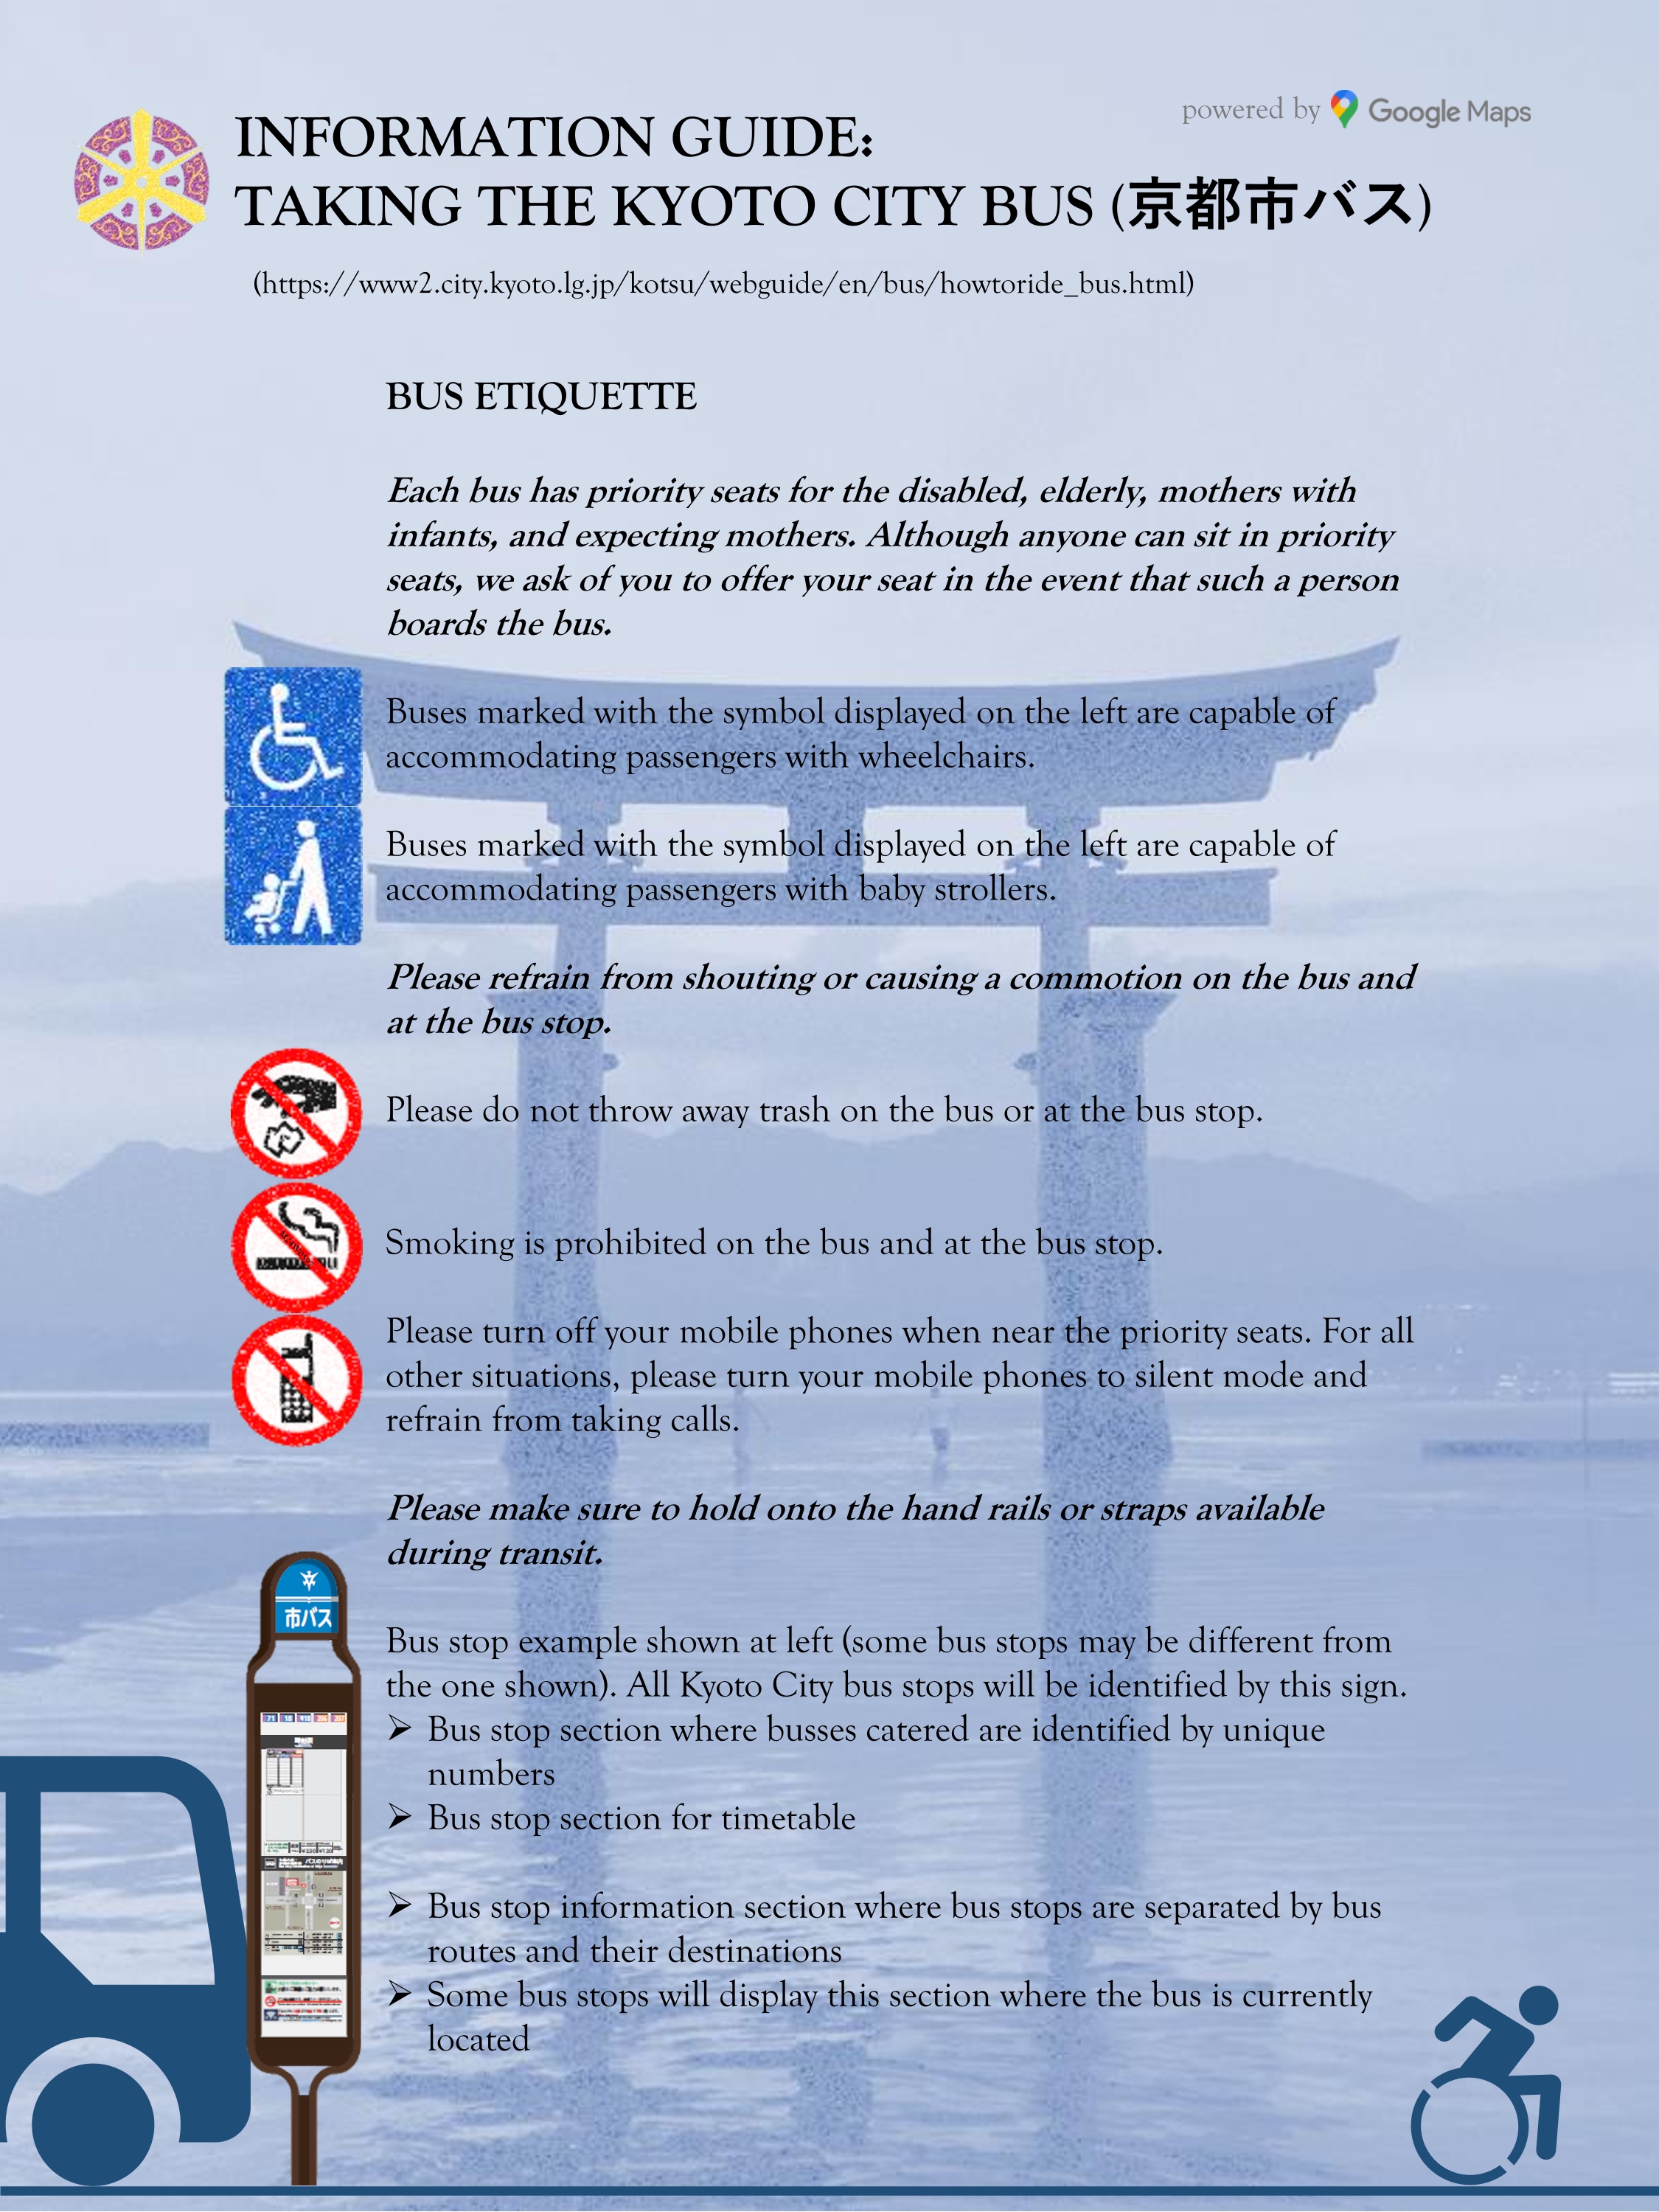 powered by Google Maps
INFORMATION GUIDE:
TAKING THE KYOTO CITY BUS (京都市バス)
(https://www2.city.kyoto.lg.jp/kotsu/webguide/en/bus/howtoride_bus.html)
BUS ETIQUETTE
Each bus has priority seats for the disabled, elderly, mothers with
infants, and expecting mothers. Although anyone can sit in priority
seats, we ask of you to offer your seat in the event that such a person
boards the bus.
Buses marked with the symbol displayed on the left are capable of
accommodating passengers with wheelchairs.
Buses marked with the symbol displayed on the left are capable of
accommodating passengers with baby strollers.
Please refrain from shouting or causing a commotion on the bus and
at the bus stop.
Please do not throw away trash on the bus or at the bus stop.
Smoking is prohibited on the bus and at the bus stop.
Please turn off your mobile phones when near the priority seats. For all
other situations, please turn your mobile phones to silent mode and
refrain from taking calls.
Please make sure to hold onto the hand rails or straps available
during transit.
市バス
Bus stop example shown at left (some bus stops may be different from
the one shown). All Kyoto City bus stops will be identified by this sign.
➢ Bus stop section where busses catered are identified by unique
numbers
➢ Bus stop section for timetable
➢ Bus stop information section where bus stops are separated by bus
routes and their destinations
➢ Some bus stops will display this section where the bus is currently
located